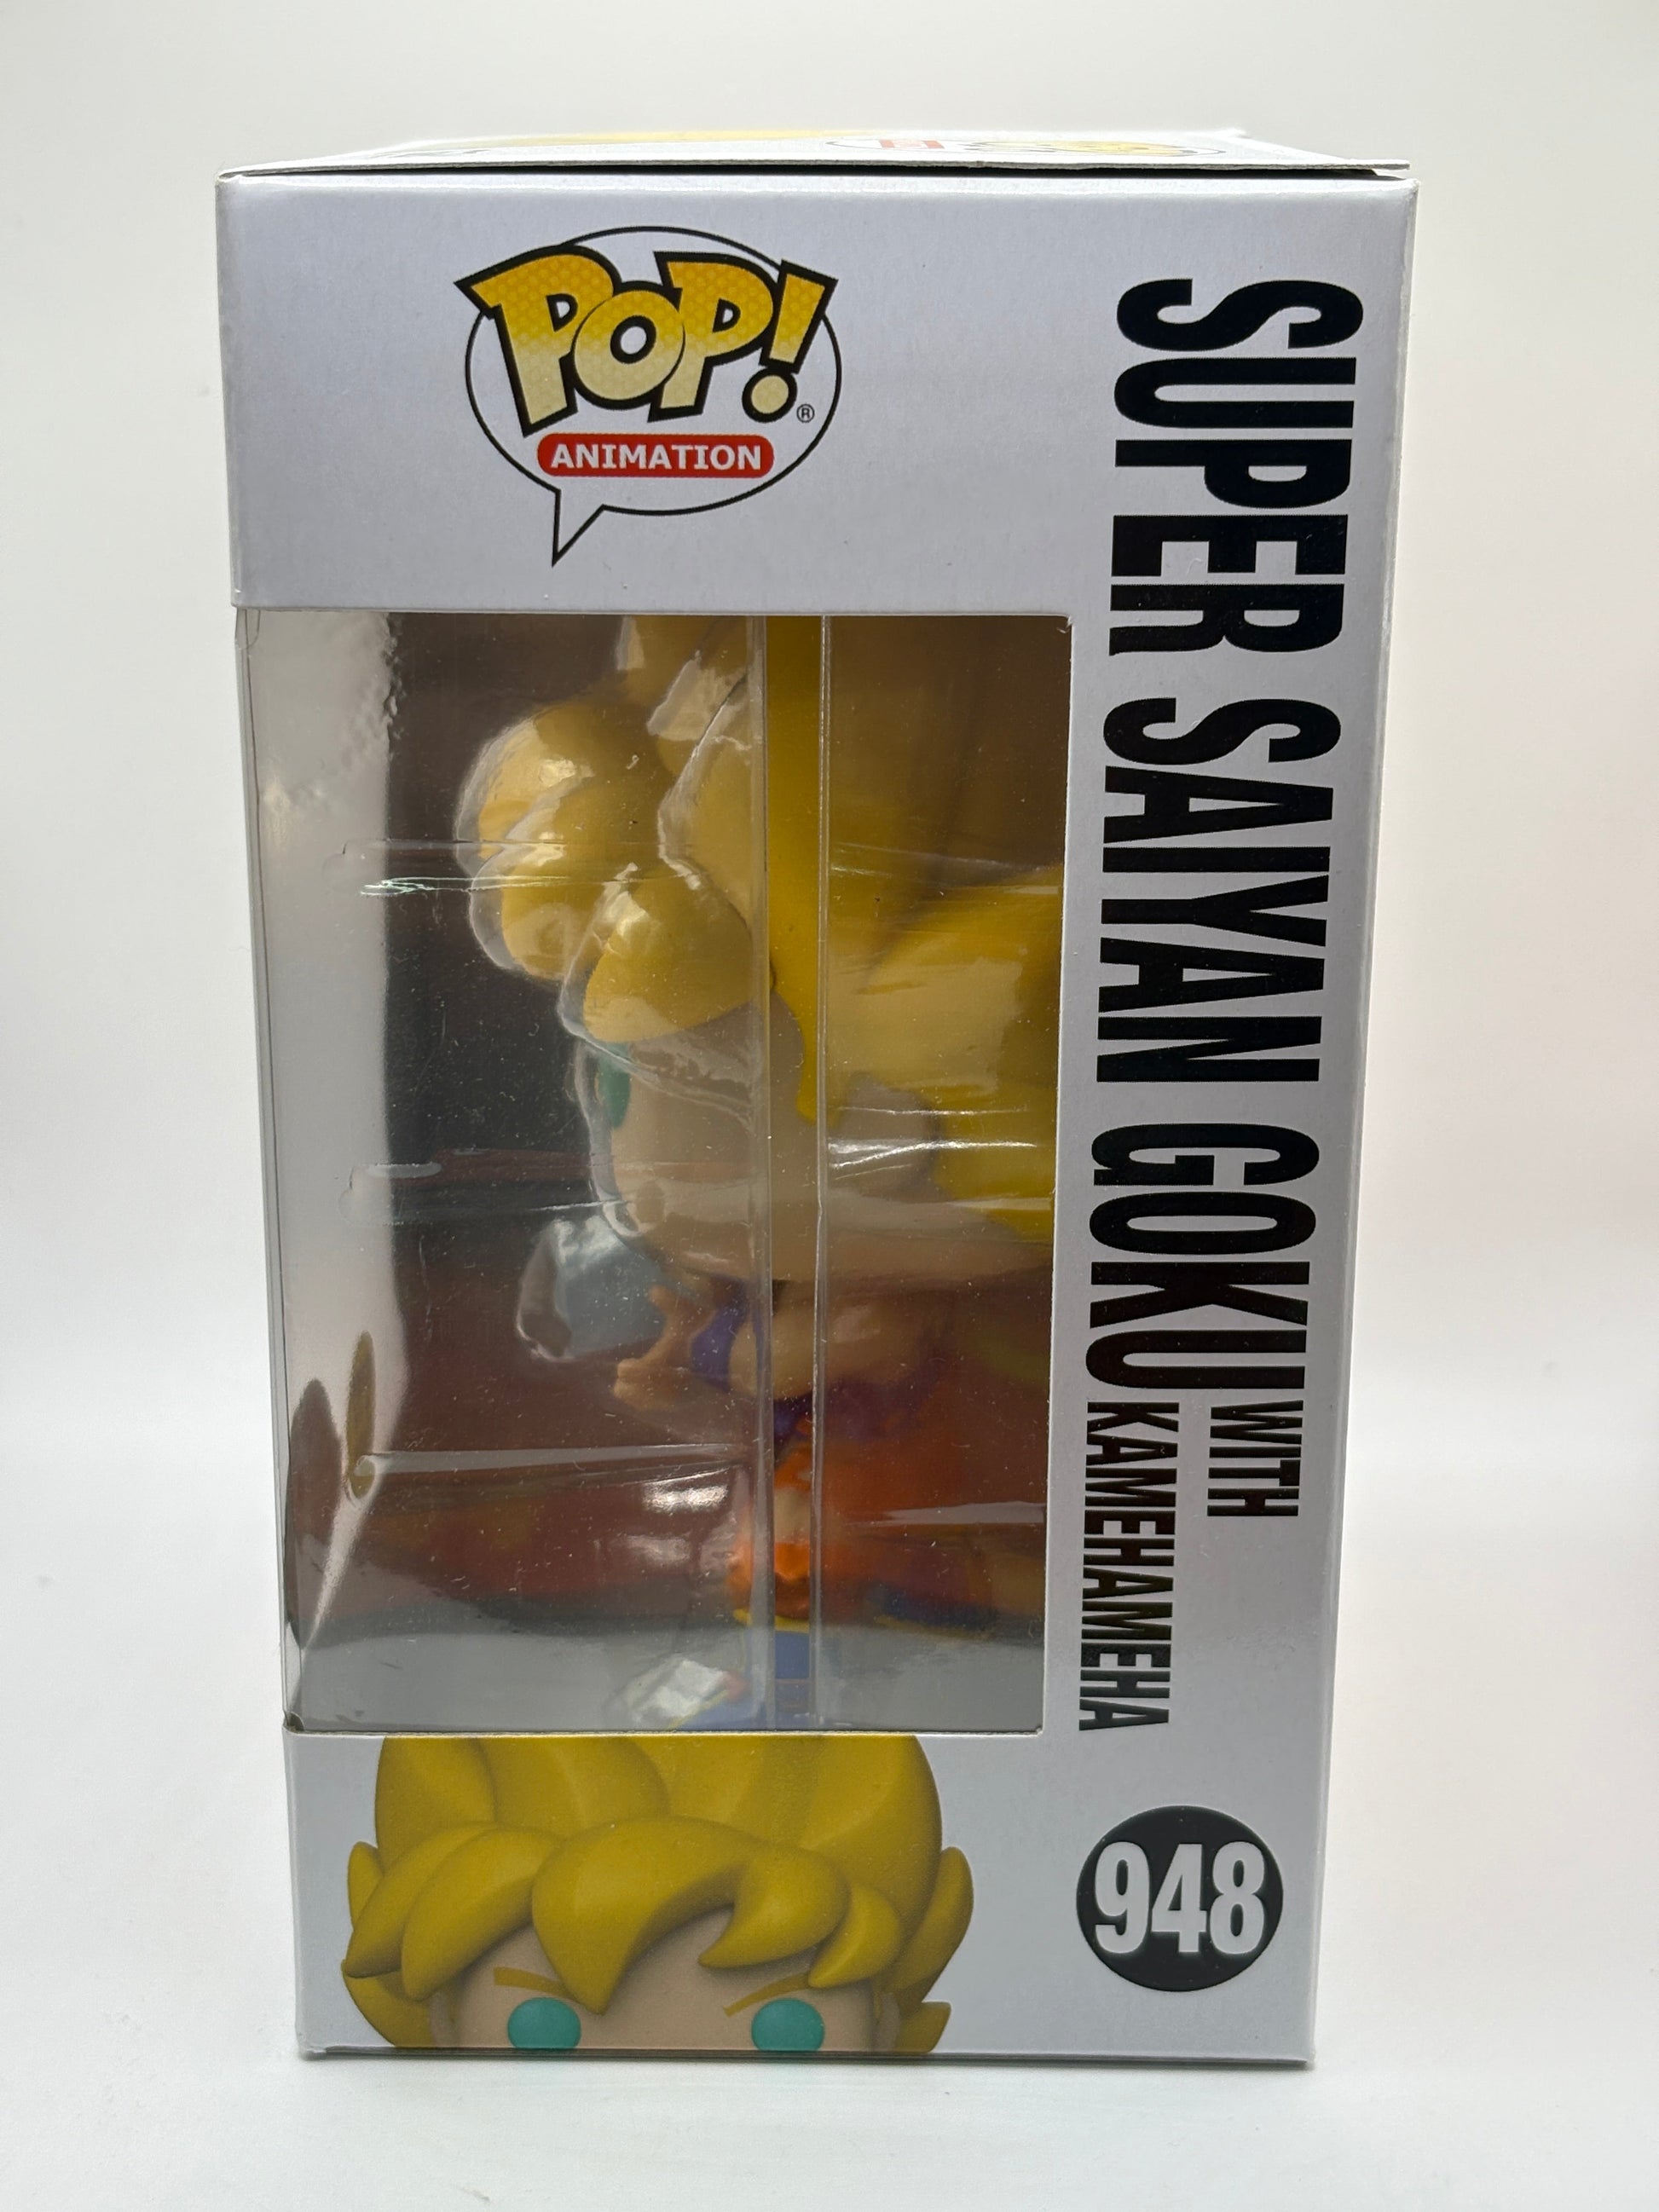 POP!®
ANIMATION
SUPER SAIYAN GOKU WITH
KAMEHAMEHA
948